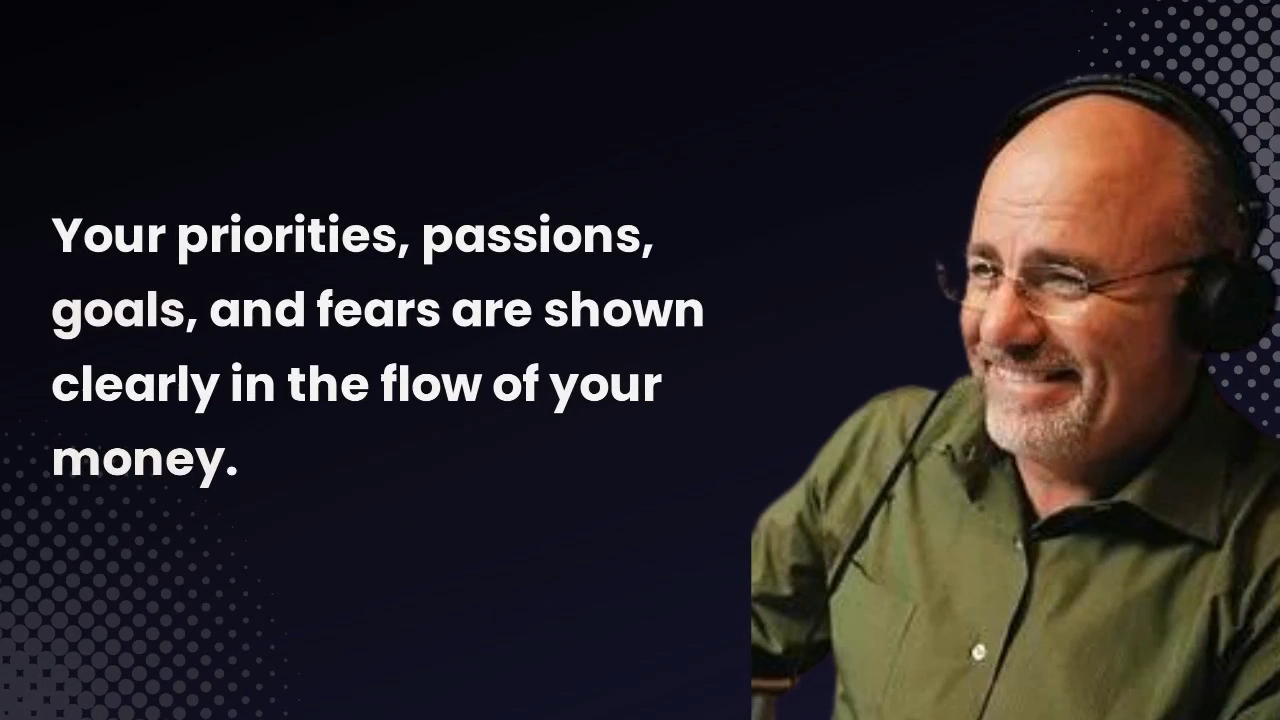 Your priorities, passions,
goals, and fears are shown
clearly in the flow of your
money.